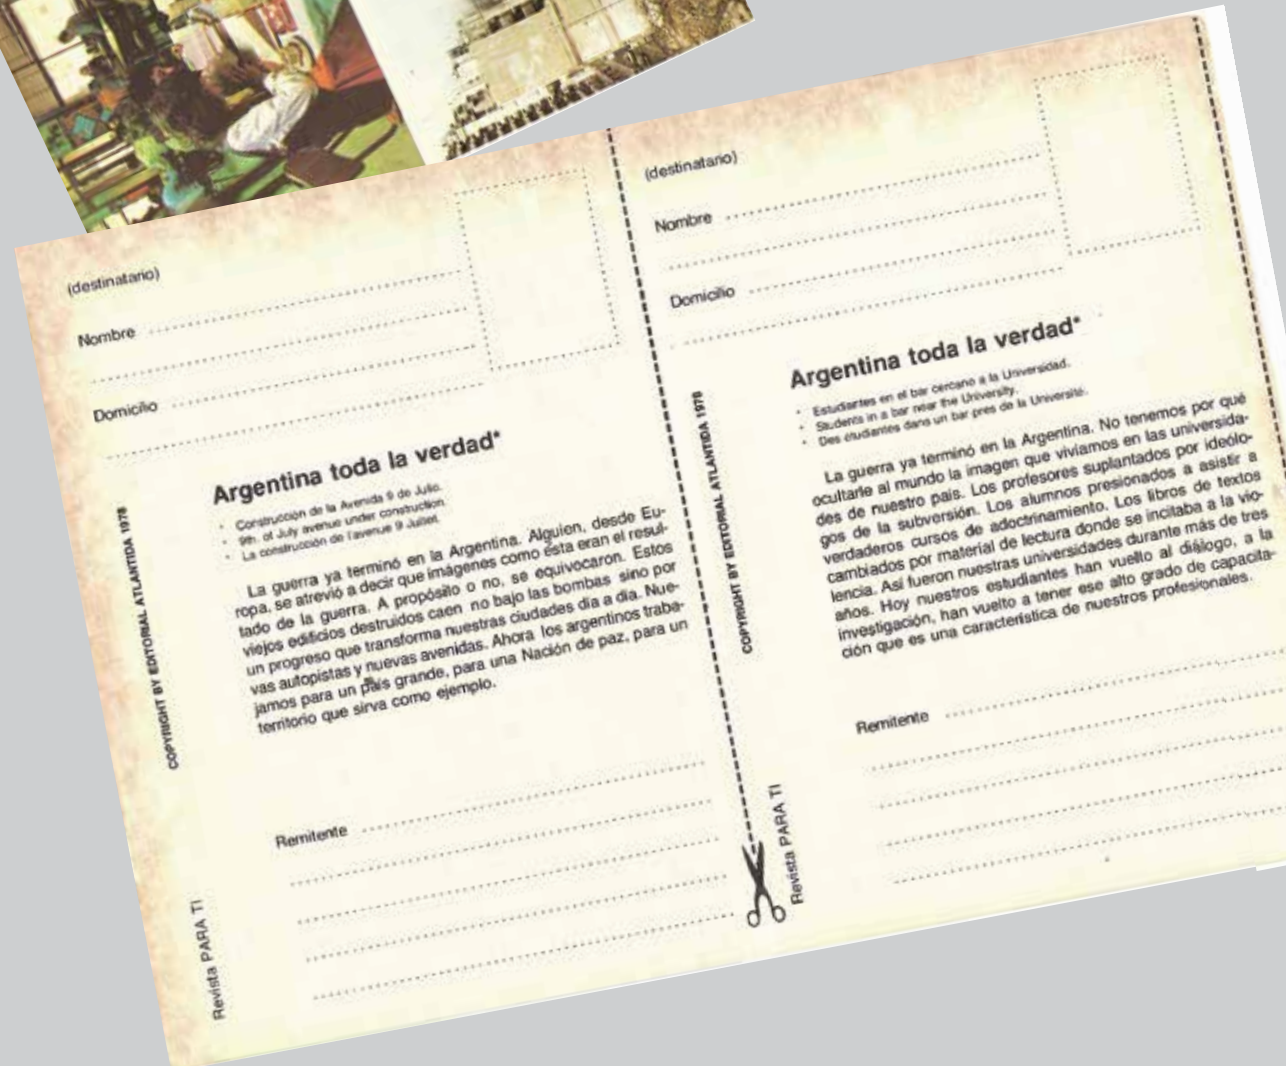 (destinatario)
Nombre
Domicilio
Argentina toda la verdad*
· Construcción de la Avenida 9 de Julio.
· 9th. of July avenue under construction.
· La construcción de l'avenue 9 Juillet.
La guerra ya terminó en la Argentina. Alguien, desde Eu-
ropa, se atrevió a decir que imágenes como ésta eran el resul-
tado de la guerra. A propósito o no, se equivocaron. Estos
viejos edificios destruidos caen no bajo las bombas sino por
un progreso que transforma nuestras ciudades día a día. Nue-
vas autopistas y nuevas avenidas. Ahora los argentinos traba-
jamos para un país grande, para una Nación de paz, para un
territorio que sirva como ejemplo.
Remitente
COPYRIGHT BY EDITORIAL ATLANTIDA 1978
Revista PARA TI
(destinatario)
Nombre
Domicilio
Argentina toda la verdad*
· Estudiantes en el bar cercano a la Universidad.
· Students in a bar near the University.
· Des etudiantes dans un bar pres de la Université.
La guerra ya terminó en la Argentina. No tenemos por qué
ocultarle al mundo la imagen que vivíamos en las universida-
des de nuestro país. Los profesores suplantados por ideólo-
gos de la subversión. Los alumnos presionados a asistir a
verdaderos cursos de adoctrinamiento. Los libros de textos
cambiados por material de lectura donde se incitaba a la vio-
lencia. Así fueron nuestras universidades durante más de tres
años. Hoy nuestros estudiantes han vuelto al diálogo, a la
investigación, han vuelto a tener ese alto grado de capacita-
ción que es una característica de nuestros profesionales.
Remitente
COPYRIGHT BY EDITORIAL ATLANTIDA 1978
Revista PARA TI